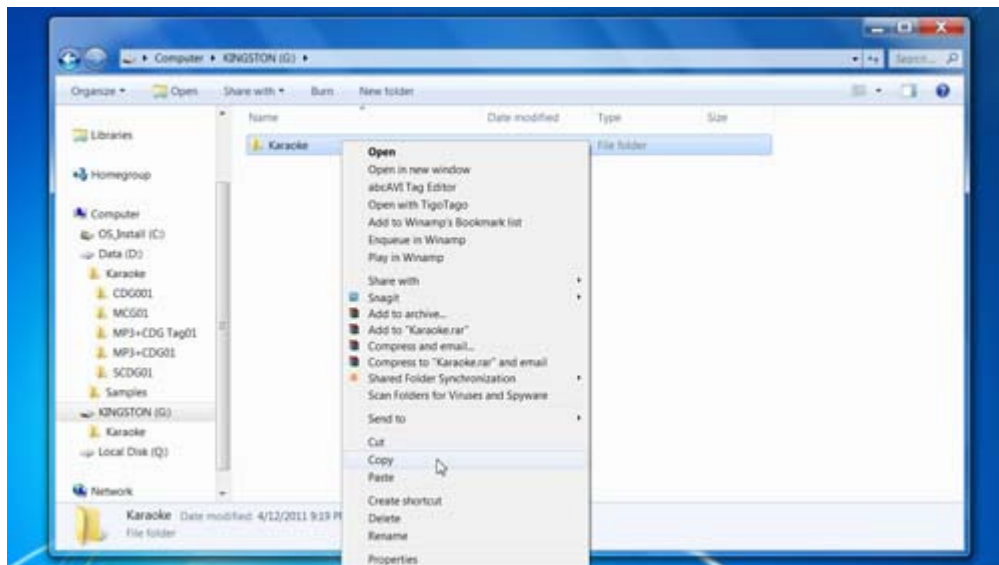 Computer ▸ KINGSTON (G:) ▸
Search...
Organize Open Share with Burn New folder
Name Date modified Type Size
Karaoke File folder
Libraries
Homegroup
Computer
OS_Install (C:)
Data (D:)
Karaoke
CDG001
MCG01
MP3+CDG Tag01
MP3+CDG01
SCDG01
Samples
KINGSTON (G:)
Karaoke
Local Disk (Q:)
Network
Open
Open in new window
abcAVI Tag Editor
Open with TigoTago
Add to Winamp's Bookmark list
Enqueue in Winamp
Play in Winamp
Share with
Snagit
Add to archive...
Add to "Karaoke.rar"
Compress and email...
Compress to "Karaoke.rar" and email
Shared Folder Synchronization
Scan Folders for Viruses and Spyware
Send to
Cut
Copy
Paste
Create shortcut
Delete
Rename
Properties
Karaoke Date modified: 4/12/2011 9:19 P
File folder